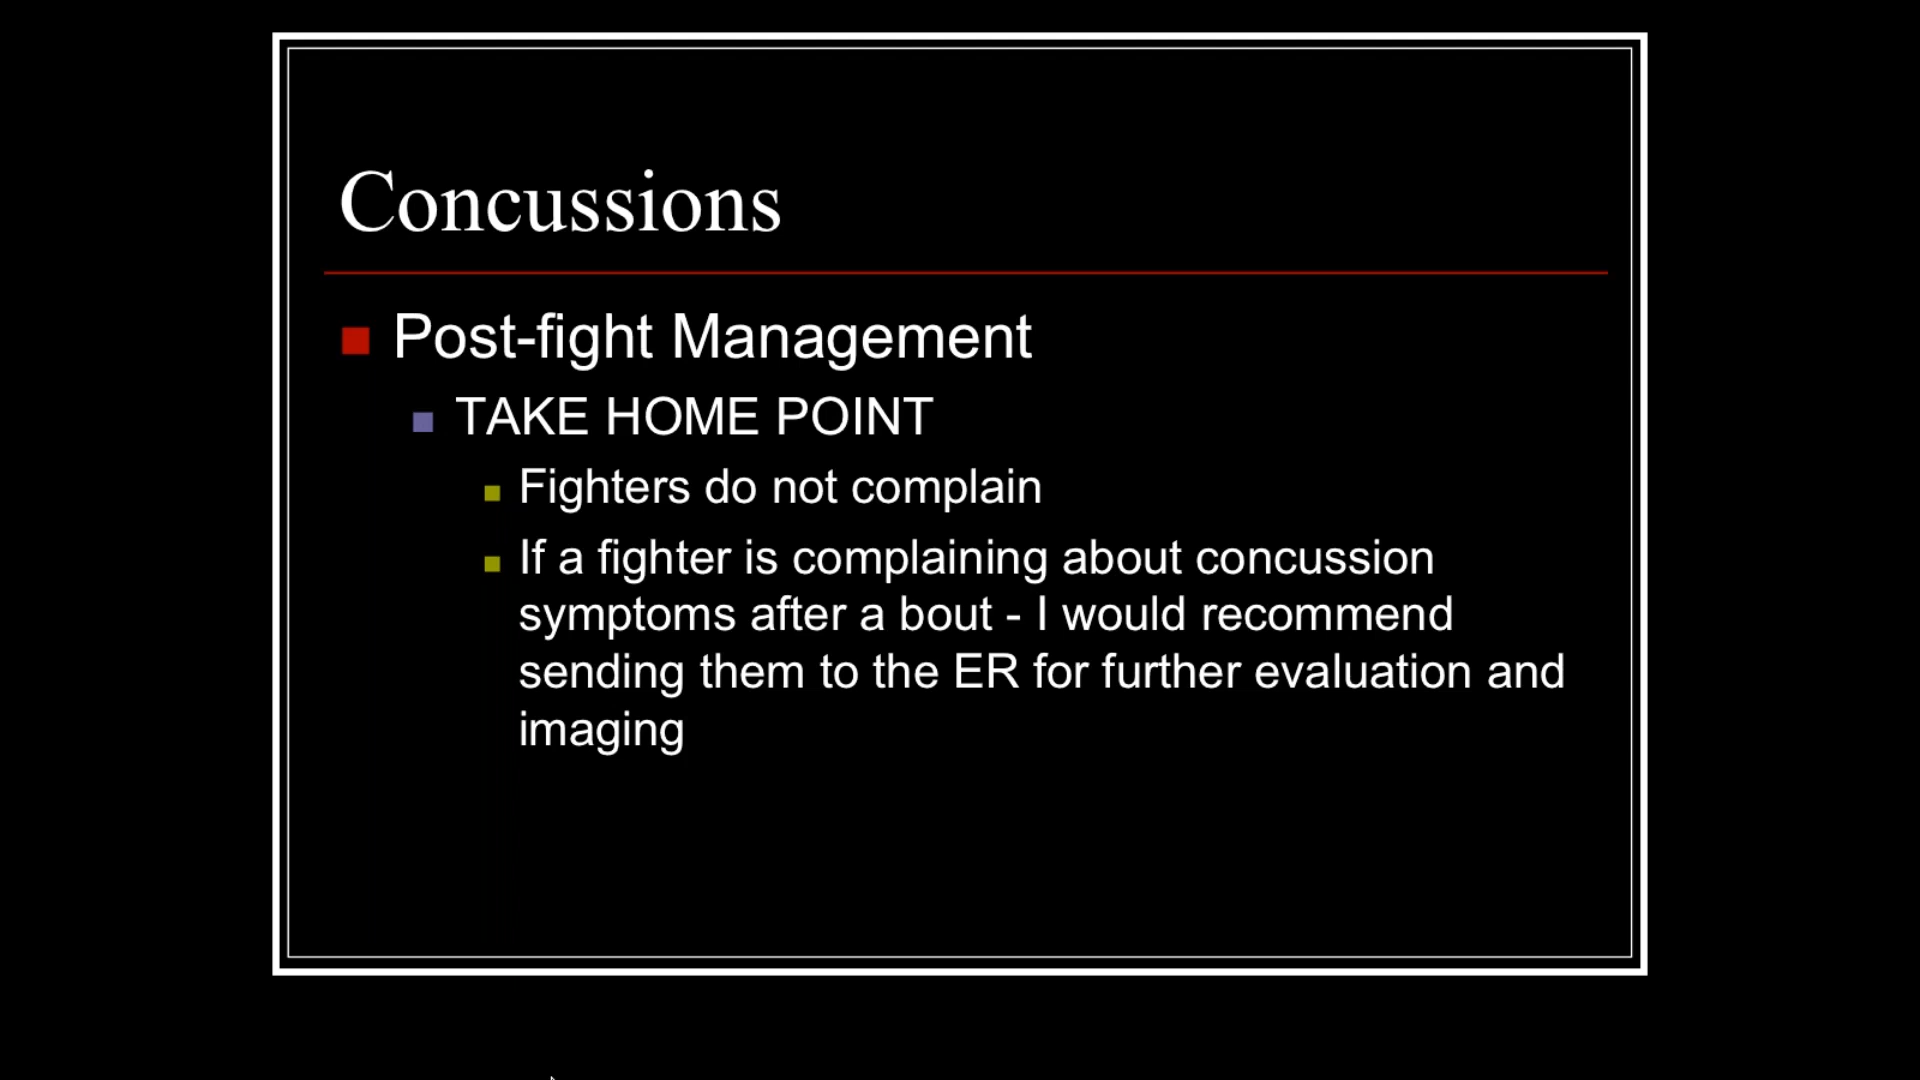 Concussions
Post-fight Management
TAKE HOME POINT
Fighters do not complain
If a fighter is complaining about concussion
symptoms after a bout - I would recommend
sending them to the ER for further evaluation and
imaging